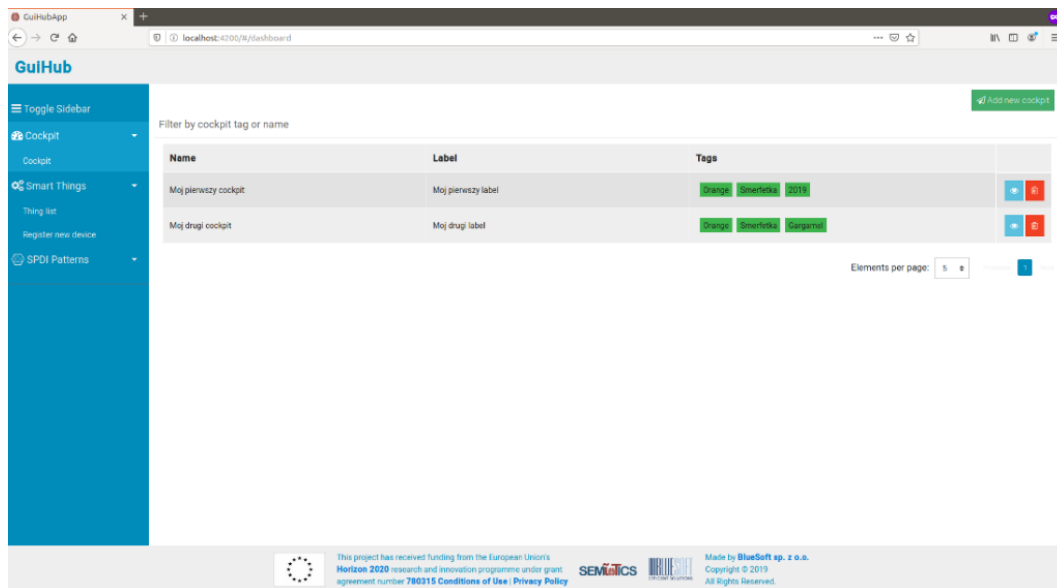 GuiHubApp
localhost:4200/#/dashboard
GuiHub
Toggle Sidebar
Add new cockpit
Cockpit
Cockpit
Smart Things
Thing list
Register new device
SPDI Patterns
Filter by cockpit tag or name
Name Label Tags
Moj pierwszy cockpit Moj pierwszy label Orange Smerfetka 2019
Moj drugi cockpit Moj drugi label Orange Smerfetka Gargamel
Elements per page: 5 1
This project has received funding from the European Union's
Horizon 2020 research and innovation programme under grant
agreement number 780315 Conditions of Use | Privacy Policy
SEMIoTICS
BLUESOFT
Made by BlueSoft sp. z o.o.
Copyright © 2019
All Rights Reserved.